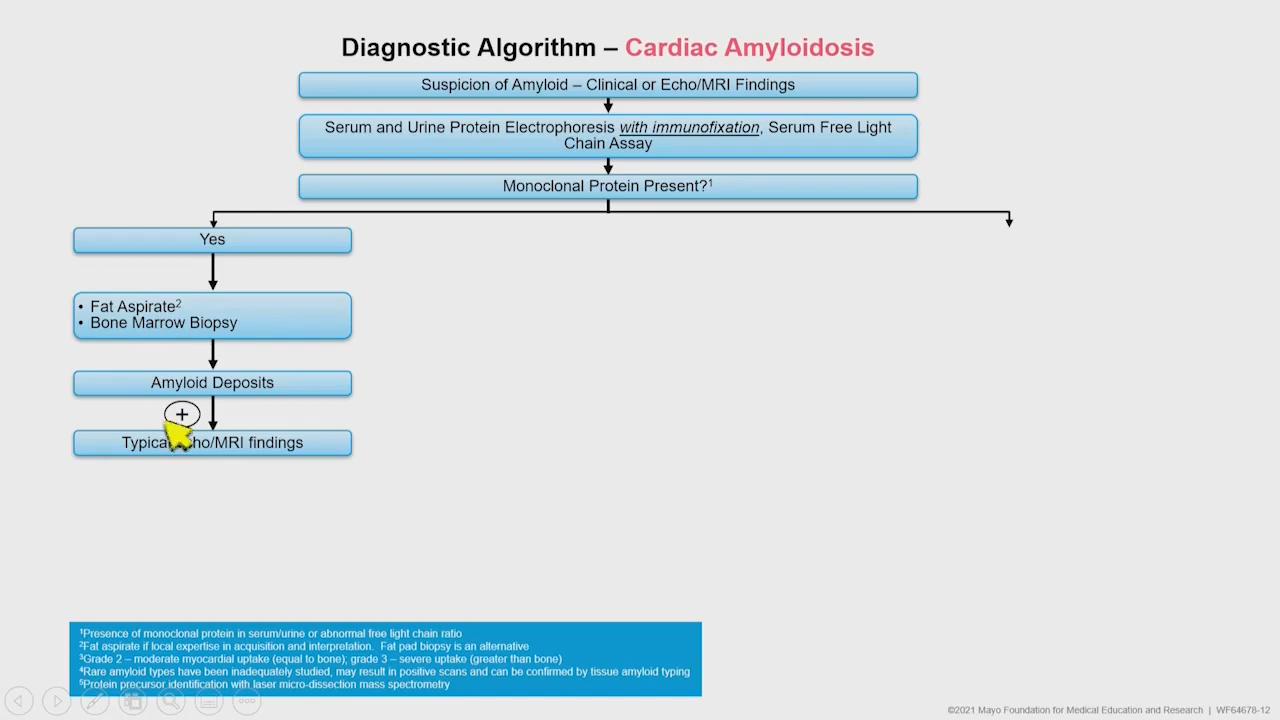 Diagnostic Algorithm – Cardiac Amyloidosis
Suspicion of Amyloid – Clinical or Echo/MRI Findings
Serum and Urine Protein Electrophoresis with immunofixation, Serum Free Light
Chain Assay
Monoclonal Protein Present?¹
Yes
• Fat Aspirate²
• Bone Marrow Biopsy
Amyloid Deposits
+
Typical Echo/MRI findings
¹Presence of monoclonal protein in serum/urine or abnormal free light chain ratio
²Fat aspirate if local expertise in acquisition and interpretation. Fat pad biopsy is an alternative
³Grade 2 – moderate myocardial uptake (equal to bone); grade 3 – severe uptake (greater than bone)
⁴Rare amyloid types have been inadequately studied, may result in positive scans and can be confirmed by tissue amyloid typing
⁵Protein precursor identification with laser micro-dissection mass spectrometry
©2021 Mayo Foundation for Medical Education and Research | WF64678-12